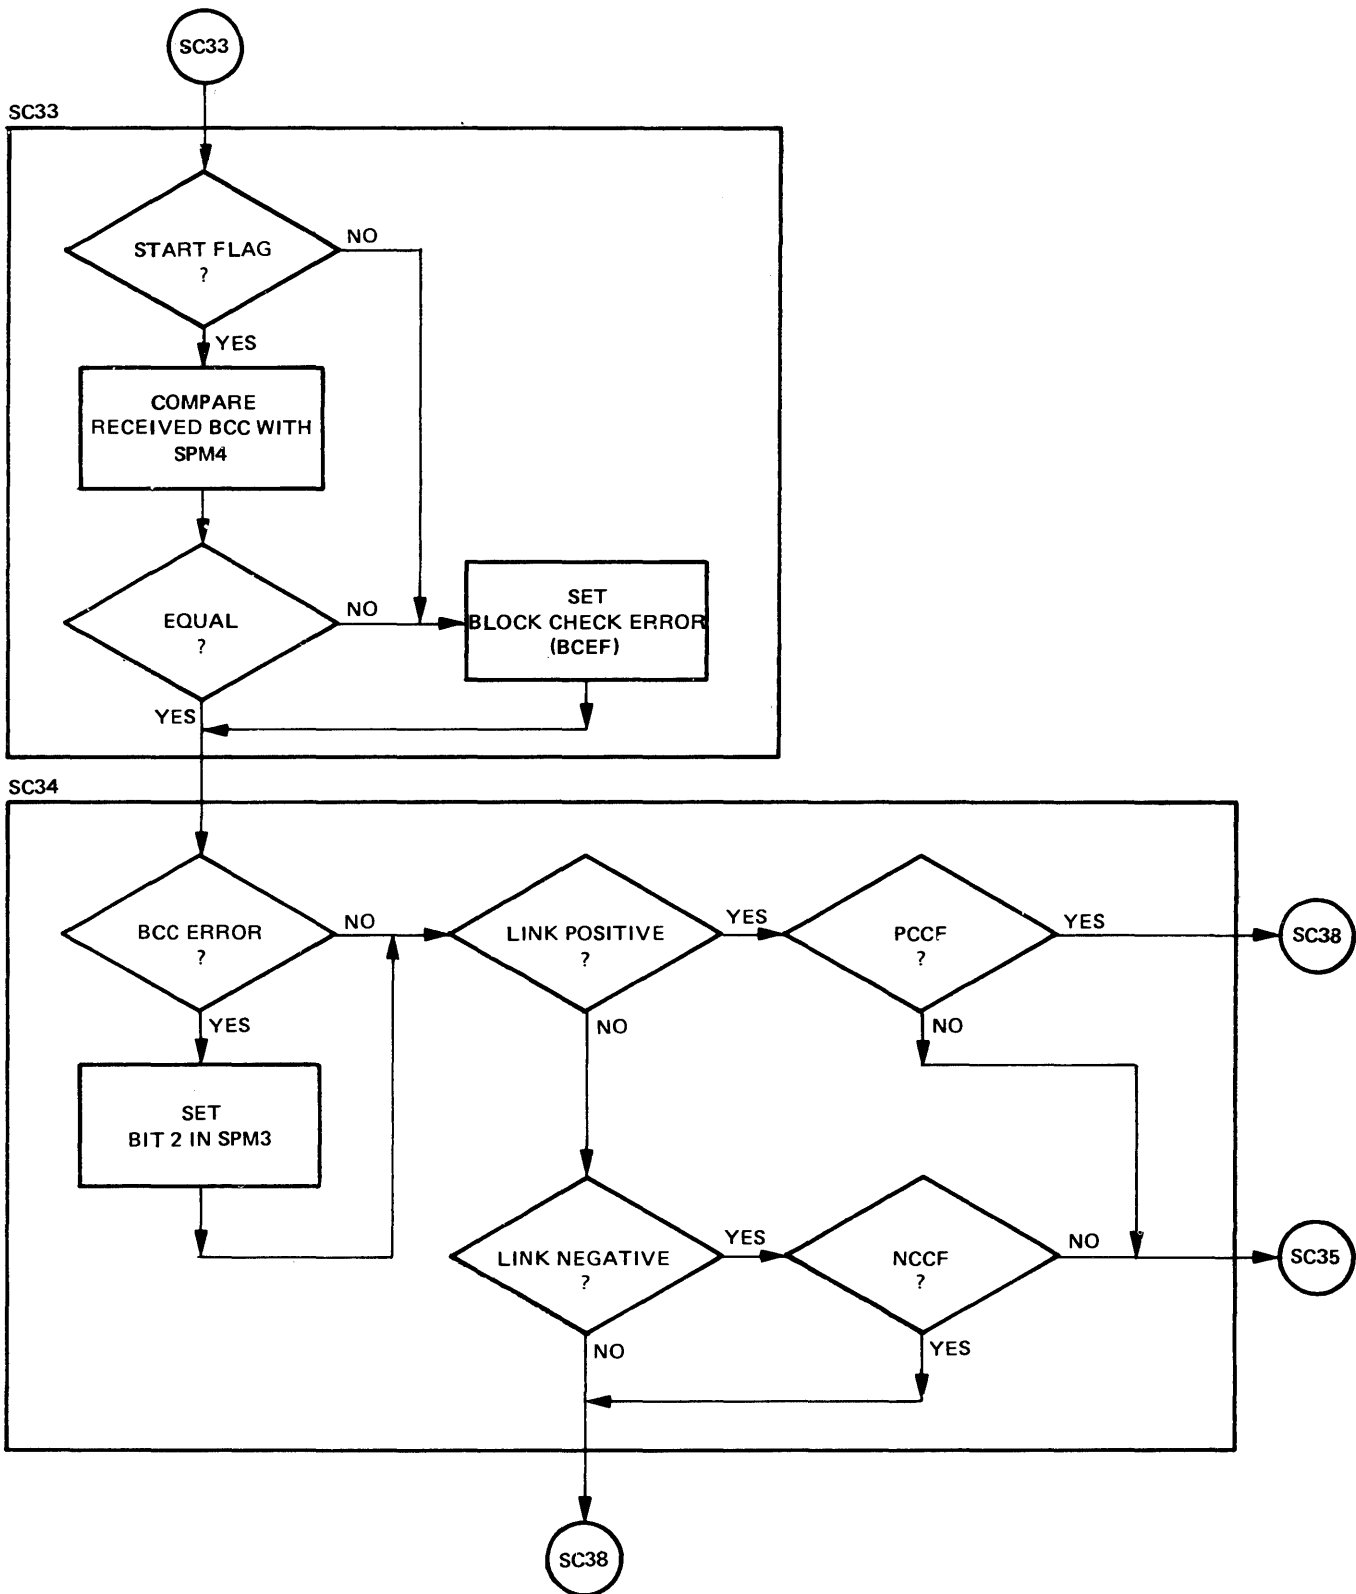 SC33
SC33
START FLAG
?
NO
YES
COMPARE
RECEIVED BCC WITH
SPM4
EQUAL
?
NO
SET
BLOCK CHECK ERROR
(BCEF)
YES
SC34
BCC ERROR
?
NO
LINK POSITIVE
?
YES
PCCF
?
YES
SC38
YES
NO
NO
SET
BIT 2 IN SPM3
LINK NEGATIVE
?
YES
NCCF
?
NO
SC35
NO
YES
SC38